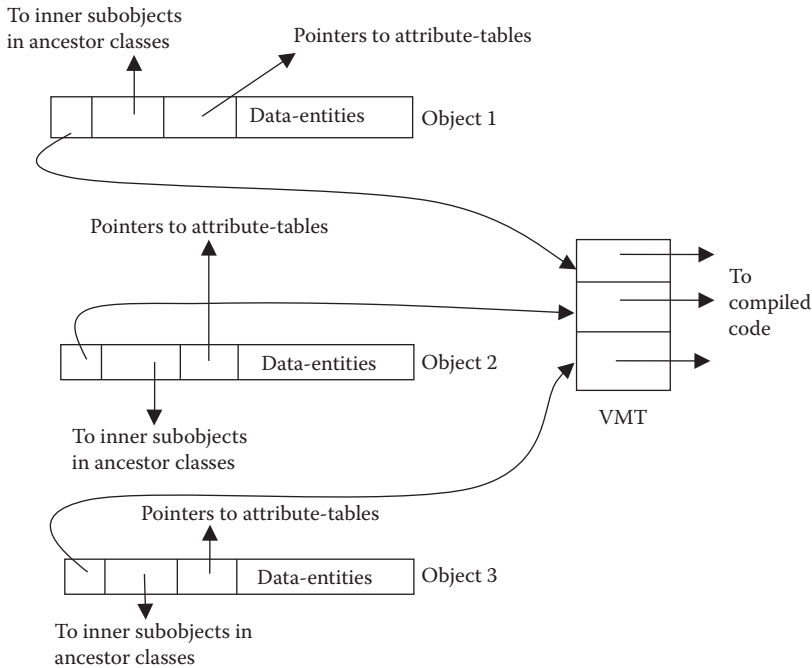 To inner subobjects
in ancestor classes
Pointers to attribute-tables
Data-entities
Object 1
Pointers to attribute-tables
To
compiled
code
Data-entities
Object 2
VMT
To inner subobjects
in ancestor classes
Pointers to attribute-tables
Data-entities
Object 3
To inner subobjects in
ancestor classes